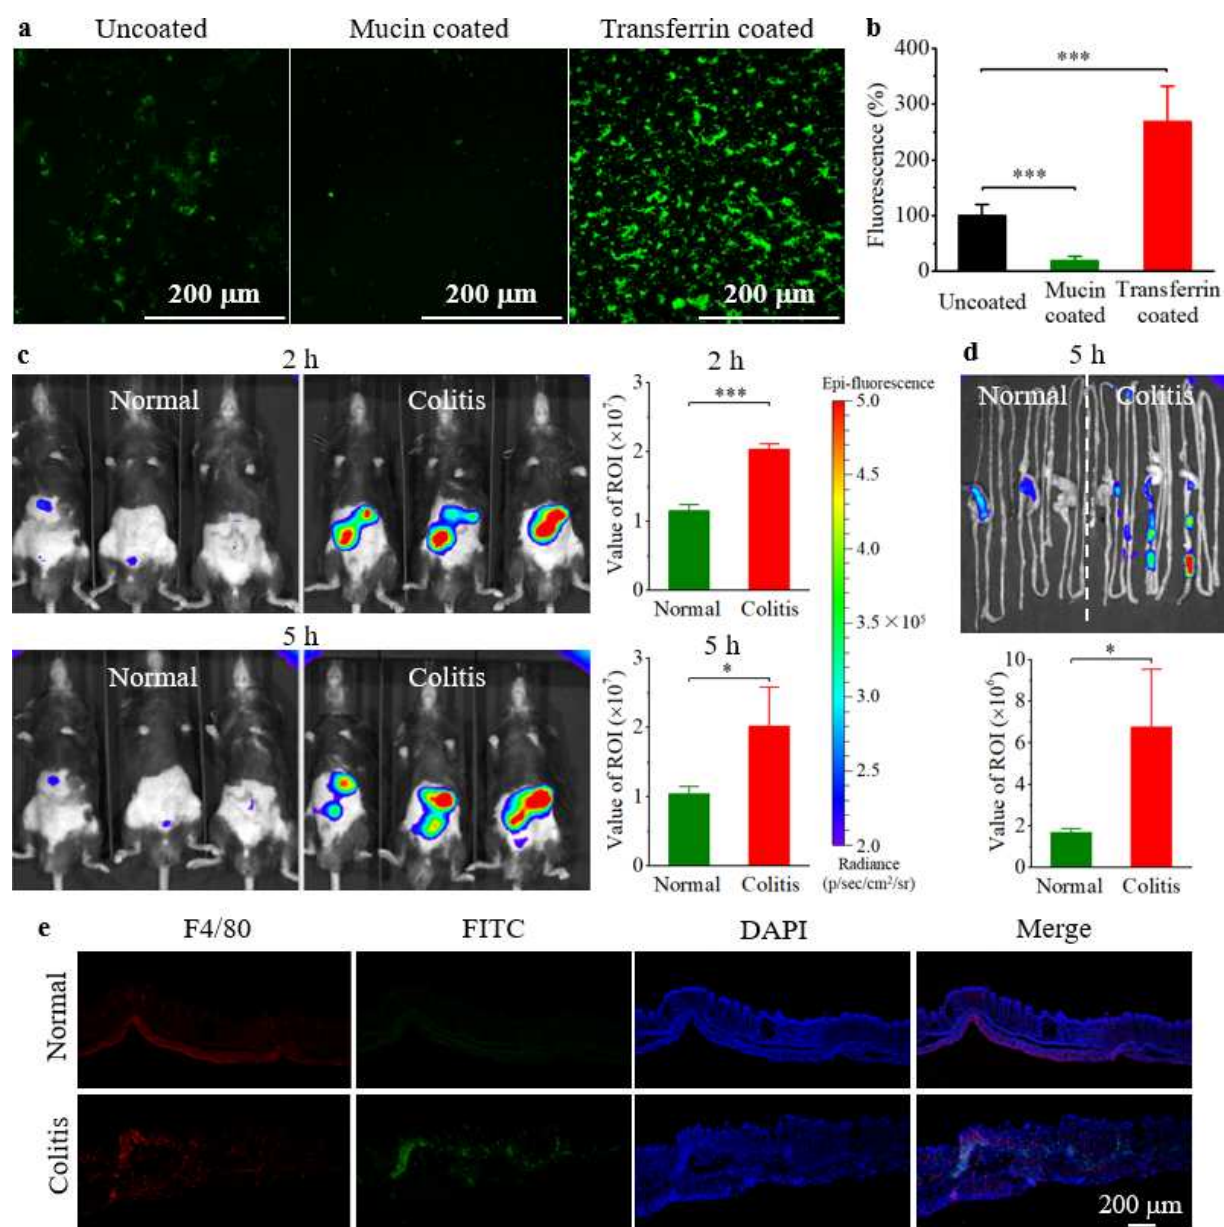 a
Uncoated
Mucin coated
Transferrin coated
200 μm
200 μm
200 μm
b
Fluorescence (%)
400
300
200
100
0
***
***
Uncoated
Mucin coated
Transferrin coated
c
2 h
Normal
Colitis
2 h
Value of ROI (×10⁷)
3
2
1
0
***
Normal
Colitis
5 h
Normal
Colitis
5 h
Value of ROI (×10⁷)
3
2
1
0
*
Normal
Colitis
Epi-fluorescence
5.0
4.5
4.0
3.5 ×10⁵
3.0
2.5
2.0
Radiance
(p/sec/cm²/sr)
d
5 h
Normal
Colitis
Value of ROI (×10⁶)
10
8
6
4
2
0
*
Normal
Colitis
e
F4/80
FITC
DAPI
Merge
Normal
Colitis
200 μm